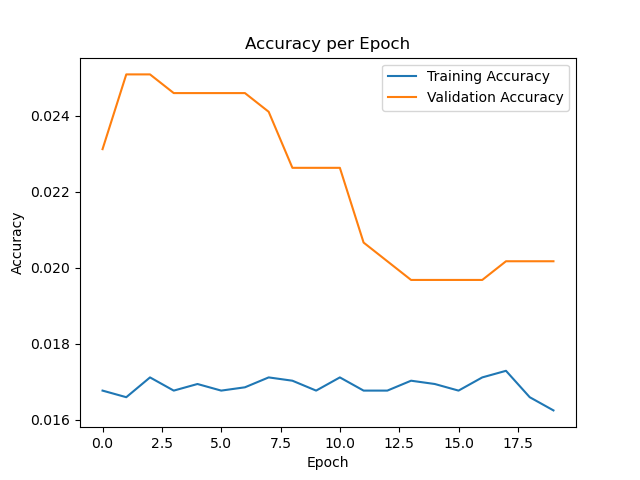 Accuracy per Epoch
Training Accuracy
Validation Accuracy
0.024
0.022
0.020
0.018
0.016
Accuracy
0.0 2.5 5.0 7.5 10.0 12.5 15.0 17.5
Epoch